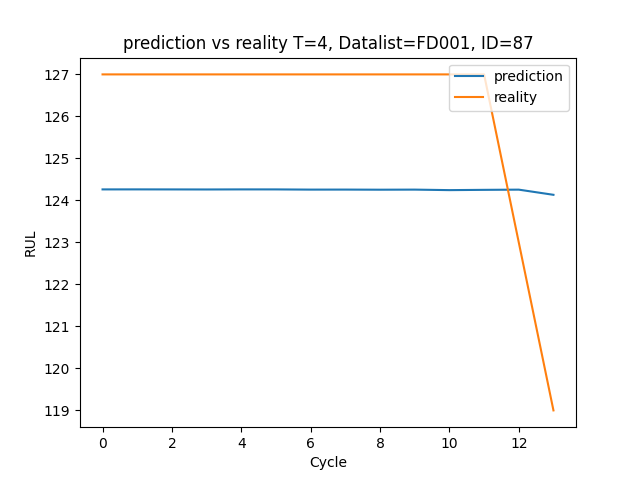 prediction vs reality T=4, Datalist=FD001, ID=87
127
126
125
124
123
122
121
120
119
RUL
prediction
reality
0 2 4 6 8 10 12
Cycle